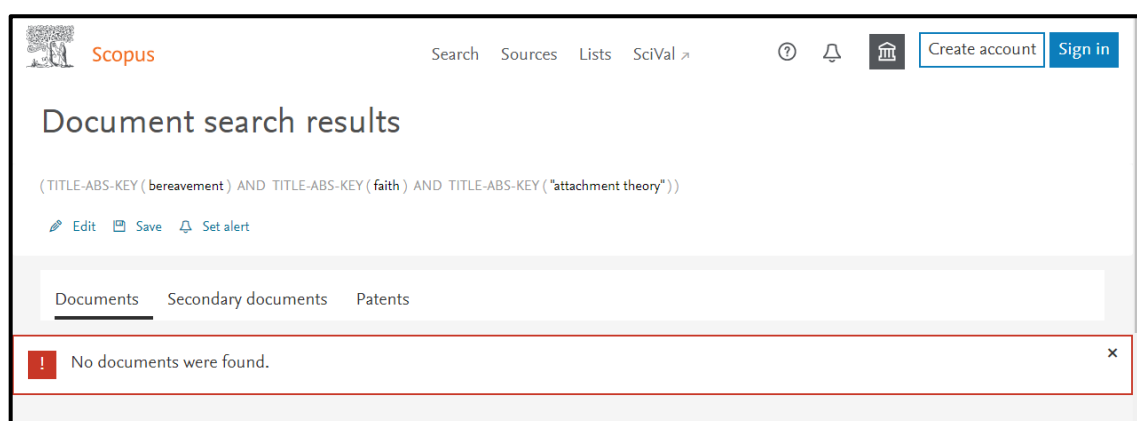 Scopus
Search Sources Lists SciVal ↗
Create account Sign in
Document search results
( TITLE-ABS-KEY ( bereavement ) AND TITLE-ABS-KEY ( faith ) AND TITLE-ABS-KEY ( "attachment theory" ) )
Edit Save Set alert
Documents Secondary documents Patents
! No documents were found. ×